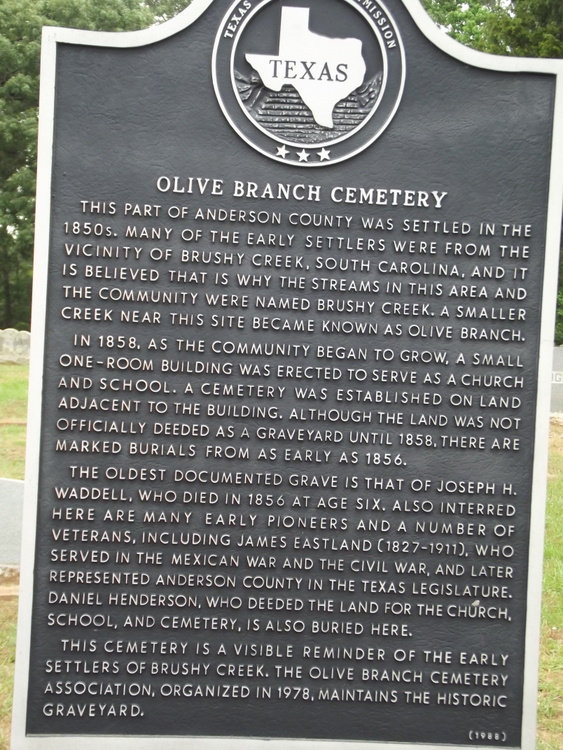 TEXAS
MISSION
TEXAS
OLIVE BRANCH CEMETERY
THIS PART OF ANDERSON COUNTY WAS SETTLED IN THE
1850s. MANY OF THE EARLY SETTLERS WERE FROM THE
VICINITY OF BRUSHY CREEK, SOUTH CAROLINA, AND IT
IS BELIEVED THAT IS WHY THE STREAMS IN THIS AREA AND
THE COMMUNITY WERE NAMED BRUSHY CREEK. A SMALLER
CREEK NEAR THIS SITE BECAME KNOWN AS OLIVE BRANCH.
IN 1858, AS THE COMMUNITY BEGAN TO GROW, A SMALL
ONE-ROOM BUILDING WAS ERECTED TO SERVE AS A CHURCH
AND SCHOOL. A CEMETERY WAS ESTABLISHED ON LAND
ADJACENT TO THE BUILDING. ALTHOUGH THE LAND WAS NOT
OFFICIALLY DEEDED AS A GRAVEYARD UNTIL 1858, THERE ARE
MARKED BURIALS FROM AS EARLY AS 1856.
THE OLDEST DOCUMENTED GRAVE IS THAT OF JOSEPH H.
WADDELL, WHO DIED IN 1856 AT AGE SIX. ALSO INTERRED
HERE ARE MANY EARLY PIONEERS AND A NUMBER OF
VETERANS, INCLUDING JAMES EASTLAND (1827-1911), WHO
SERVED IN THE MEXICAN WAR AND THE CIVIL WAR, AND LATER
REPRESENTED ANDERSON COUNTY IN THE TEXAS LEGISLATURE.
DANIEL HENDERSON, WHO DEEDED THE LAND FOR THE CHURCH,
SCHOOL, AND CEMETERY, IS ALSO BURIED HERE.
THIS CEMETERY IS A VISIBLE REMINDER OF THE EARLY
SETTLERS OF BRUSHY CREEK. THE OLIVE BRANCH CEMETERY
ASSOCIATION, ORGANIZED IN 1978, MAINTAINS THE HISTORIC
GRAVEYARD.
(1988)